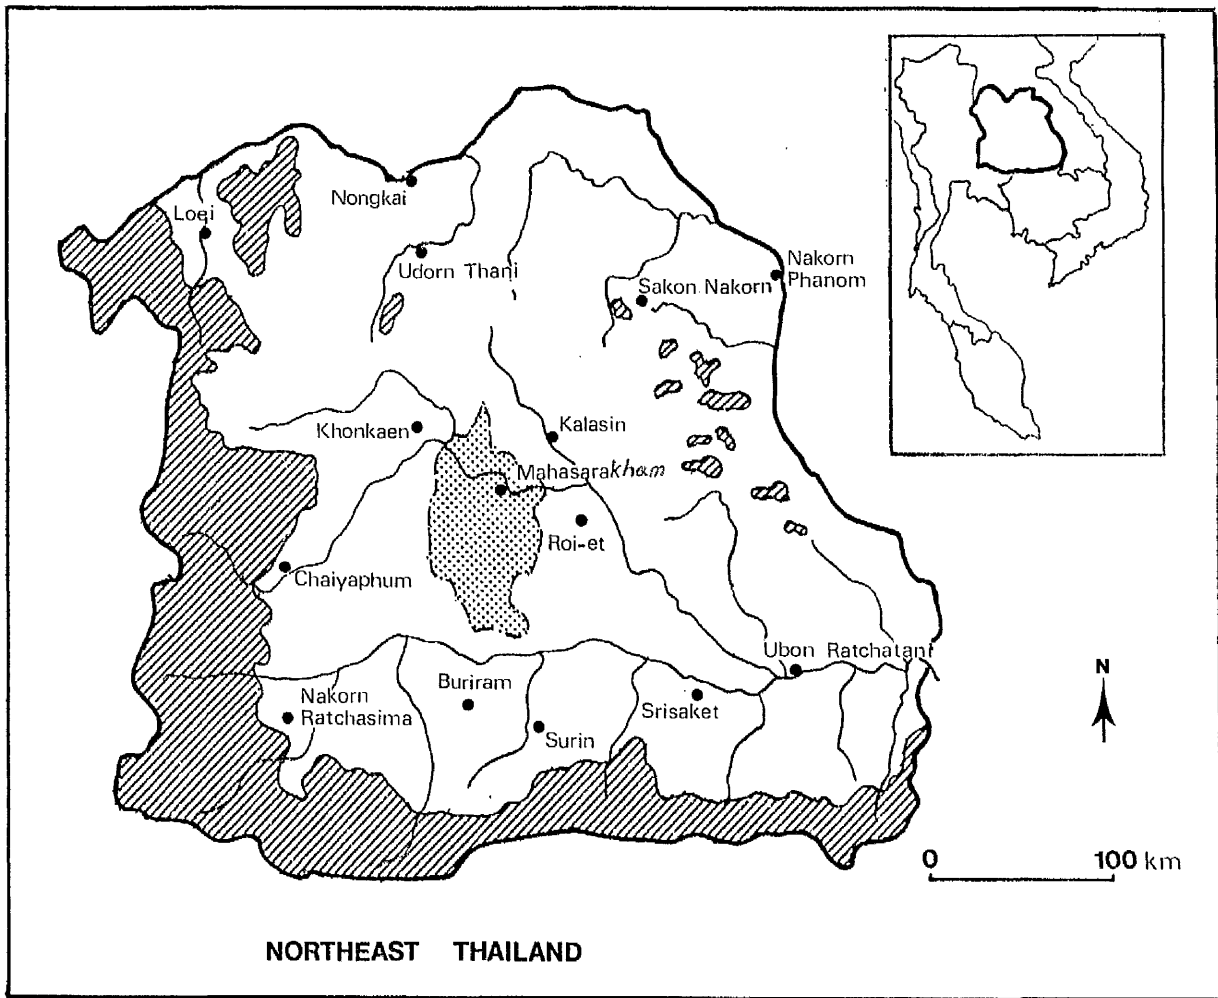 Nongkai
Loei
Udorn Thani
Nakorn
Phanom
Sakon Nakorn
Khonkaen
Kalasin
Mahasarakham
Roi-et
Chaiyaphum
Ubon Ratchatani
Nakorn
Ratchasima
Buriram
Srisaket
Surin
N
0 100 km
NORTHEAST THAILAND